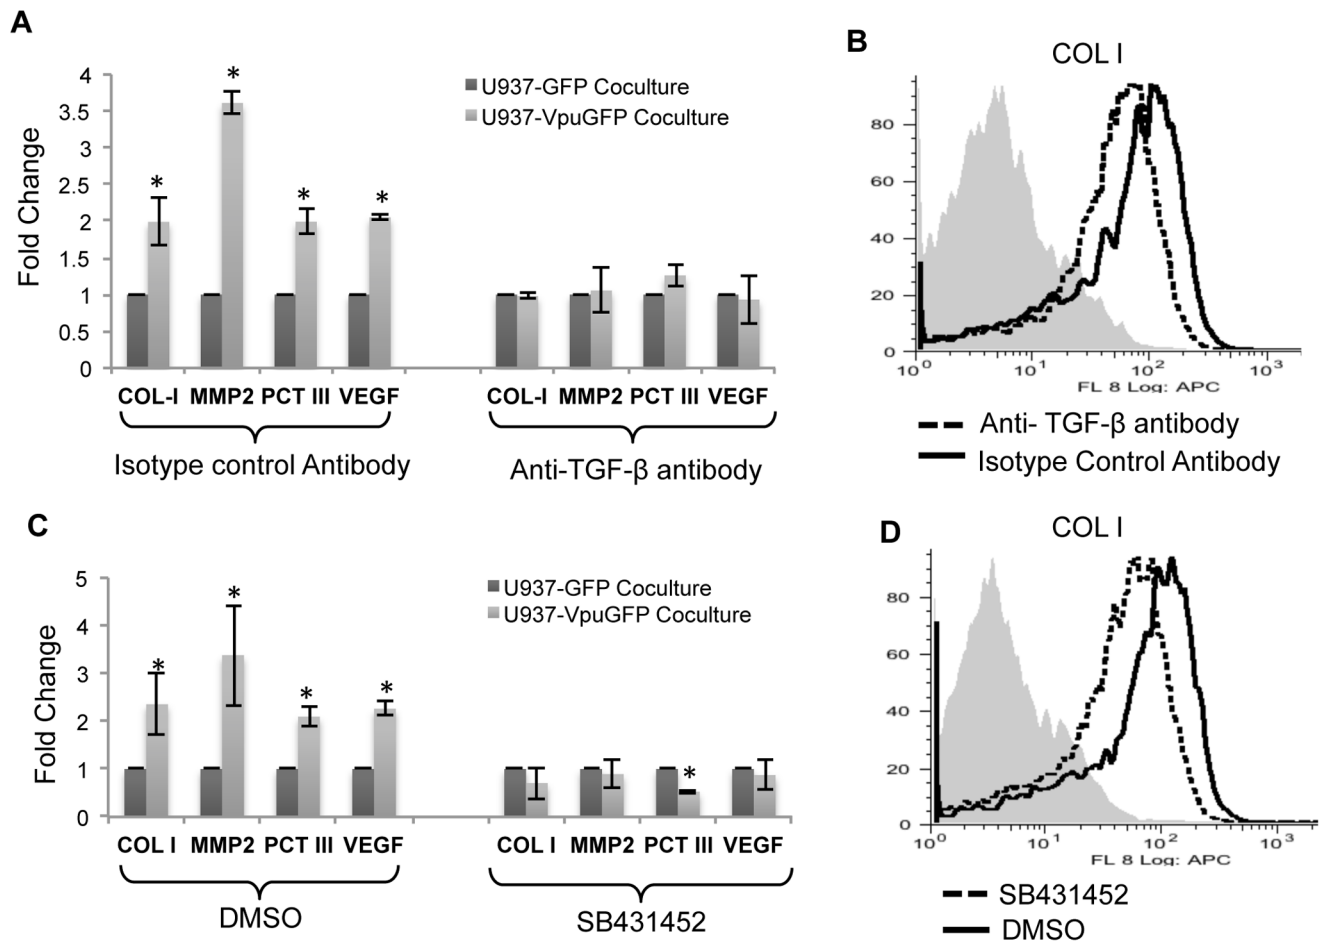 A
4
3.5
3
2.5
2
1.5
1
0.5
0
Fold Change
* * * *
U937-GFP Coculture
U937-VpuGFP Coculture
COL-I MMP2 PCT III VEGF COL-I MMP2 PCT III VEGF
Isotype control Antibody Anti-TGF-β antibody
B
COL I
80
60
40
20
0
10⁰ 10¹ 10² 10³
FL 8 Log: APC
Anti- TGF-β antibody
Isotype Control Antibody
C
5
4
3
2
1
0
Fold Change
* * * * *
U937-GFP Coculture
U937-VpuGFP Coculture
COL I MMP2 PCT III VEGF COL I MMP2 PCT III VEGF
DMSO SB431452
D
COL I
80
60
40
20
0
10⁰ 10¹ 10² 10³
FL 8 Log: APC
SB431452
DMSO